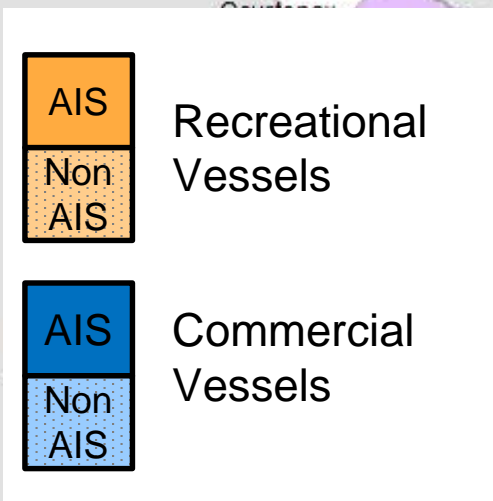 AIS
Non
AIS
Recreational
Vessels
AIS
Non
AIS
Commercial
Vessels